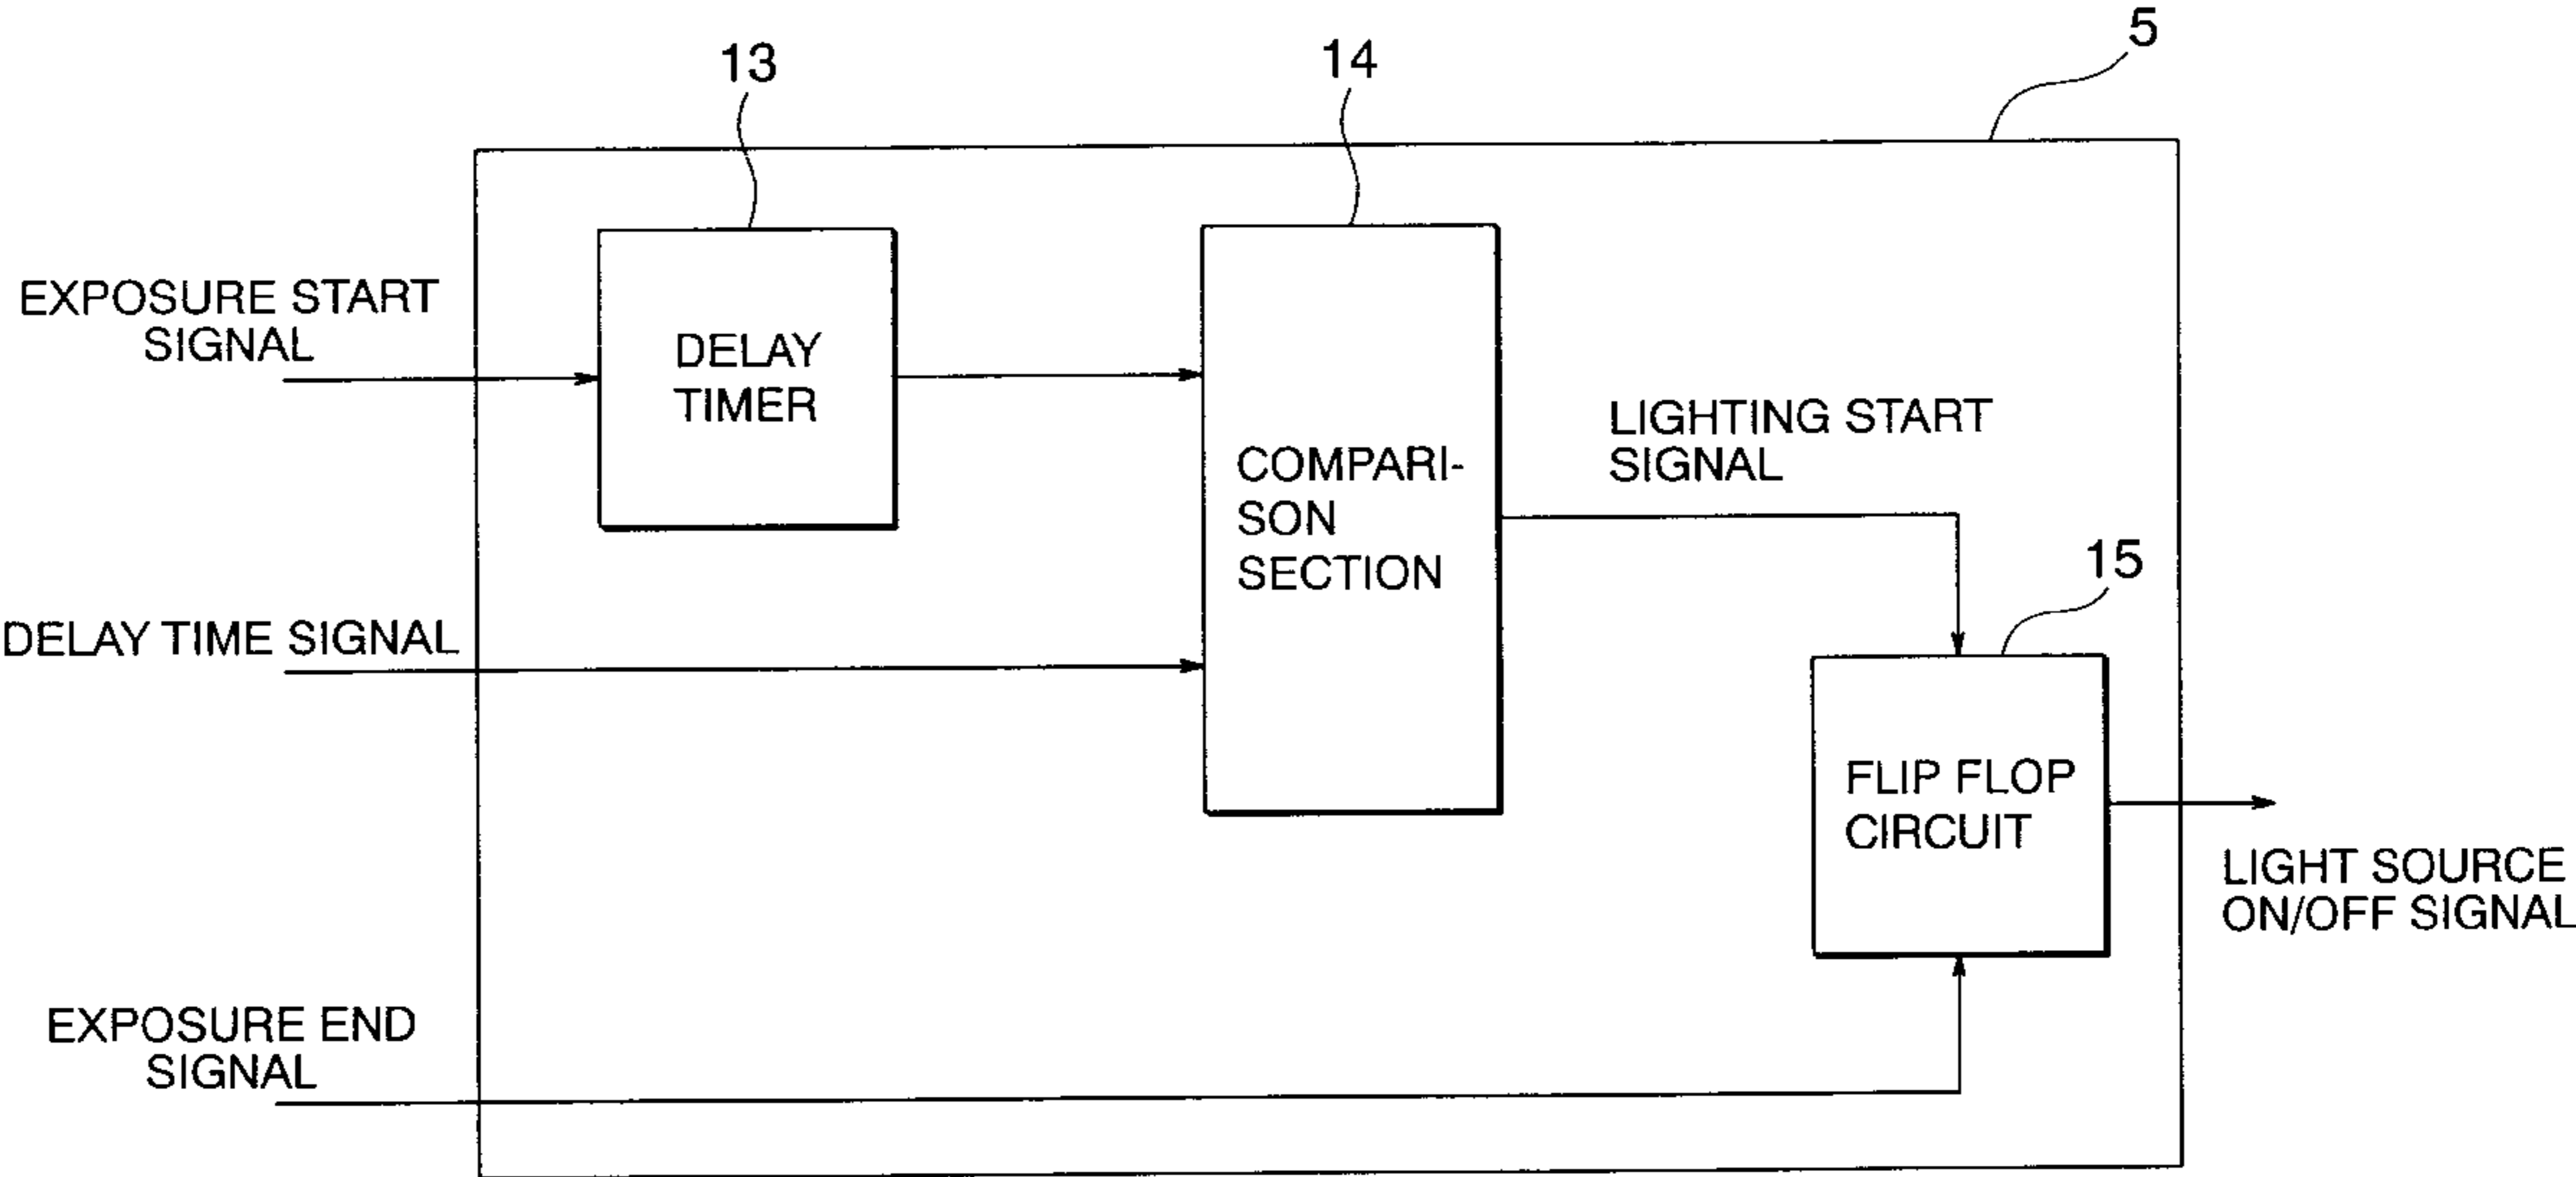 5
13
14
EXPOSURE START
SIGNAL
DELAY
TIMER
LIGHTING START
SIGNAL
COMPARI-
SON
SECTION
15
DELAY TIME SIGNAL
FLIP FLOP
CIRCUIT
LIGHT SOURCE
ON/OFF SIGNAL
EXPOSURE END
SIGNAL